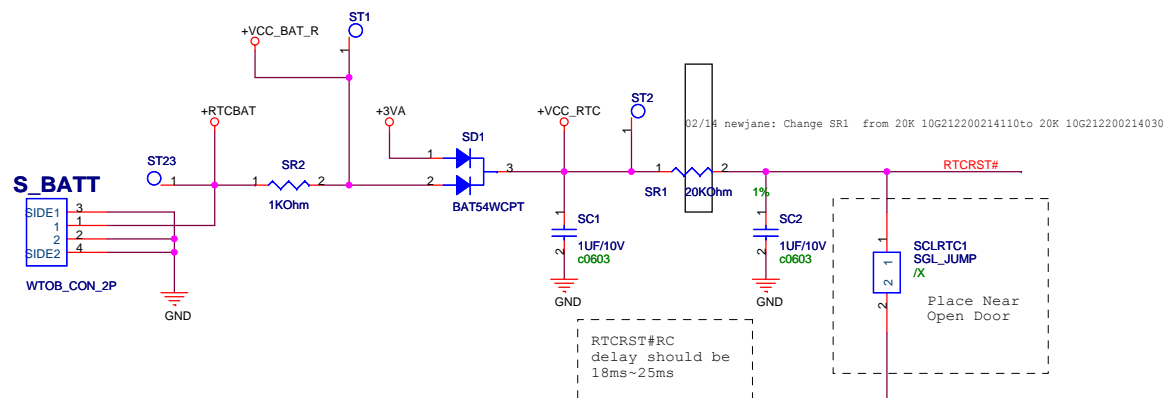 ST1
+VCC_BAT_R
1
+RTCBAT
+3VA
+VCC_RTC
ST2
1
02/14 newjane: Change SR1 from 20K 10G212200214110to 20K 10G212200214030
SD1
ST23
1
SR2
1
2
1KOhm
1
2
3
BAT54WCPT
1
2
SR1
20KOhm
1%
RTCRST#
S_BATT
SIDE1
1
2
SIDE2
3
1
2
4
WTOB_CON_2P
GND
1
SC1
1UF/10V
c0603
2
GND
1
SC2
1UF/10V
c0603
2
GND
1
SCLRTC1
SGL_JUMP
/X
1
2
2
Place Near
Open Door
RTCRST#RC
delay should be
18ms~25ms